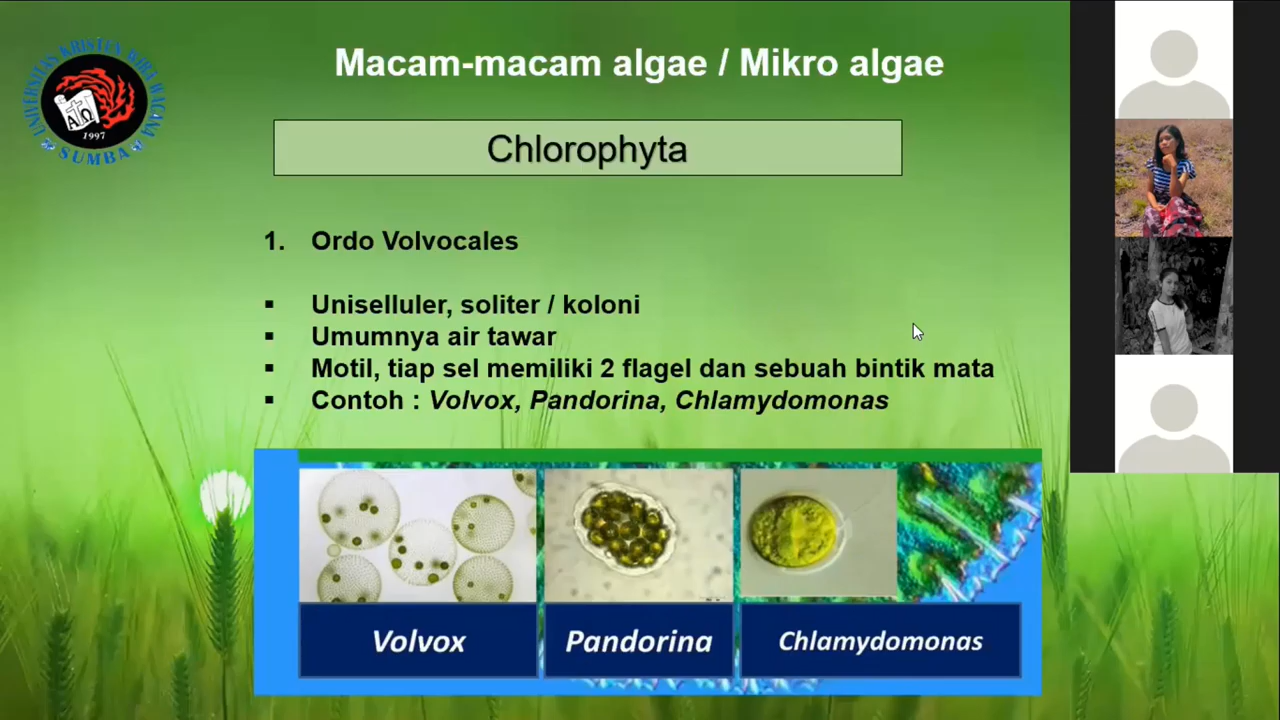 Macam-macam algae / Mikro algae
UNIVERSITAS KRISTEN WIRA WACANA
AΩ
1997
SUMBA
Chlorophyta
1. Ordo Volvocales
▪ Uniselluler, soliter / koloni
▪ Umumnya air tawar
▪ Motil, tiap sel memiliki 2 flagel dan sebuah bintik mata
▪ Contoh : Volvox, Pandorina, Chlamydomonas
Volvox
Pandorina
Chlamydomonas